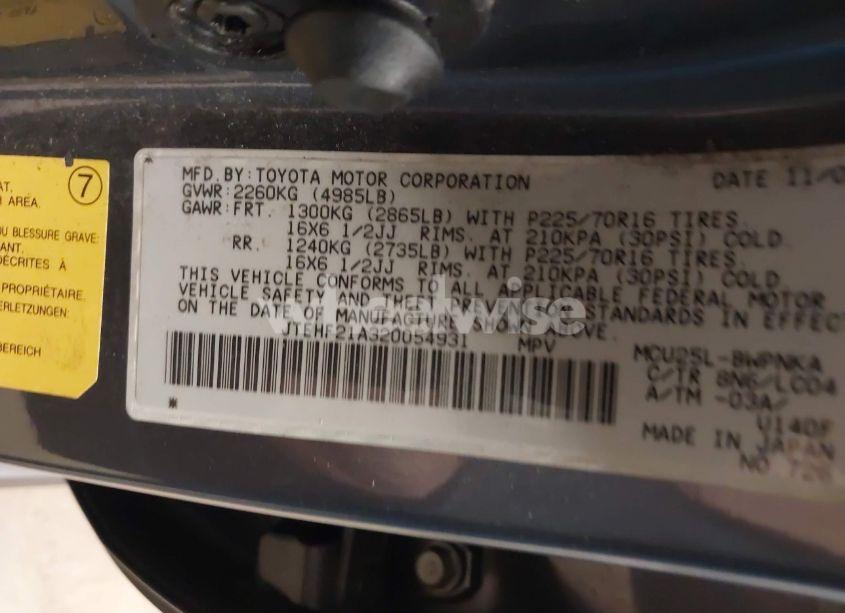 7
AREA.
OU BLESSURE GRAVE
DÉCRITES À
PROPRIÉTAIRE.
BEREICH
MFD. BY: TOYOTA MOTOR CORPORATION DATE 11/0
GVWR: 2260KG (4985LB)
GAWR: FRT. 1300KG (2865LB) WITH P225/70R16 TIRES.
16X6 1/2JJ RIMS. AT 210KPA (30PSI) COLD.
RR. 1240KG (2735LB) WITH P225/70R16 TIRES.
16X6 1/2JJ RIMS. AT 210KPA (30PSI) COLD.
THIS VEHICLE CONFORMS TO ALL APPLICABLE FEDERAL MOTOR
VEHICLE SAFETY AND THEFT PREVENTION STANDARDS IN EFFECT
ON THE DATE OF MANUFACTURE SHOWN ABOVE.
JTEHF21A320054931 MPV
MCU25L-BWPNKA
C/TR 8N6/LC04
A/TM -03A/
U140F
MADE IN JAPAN
NO